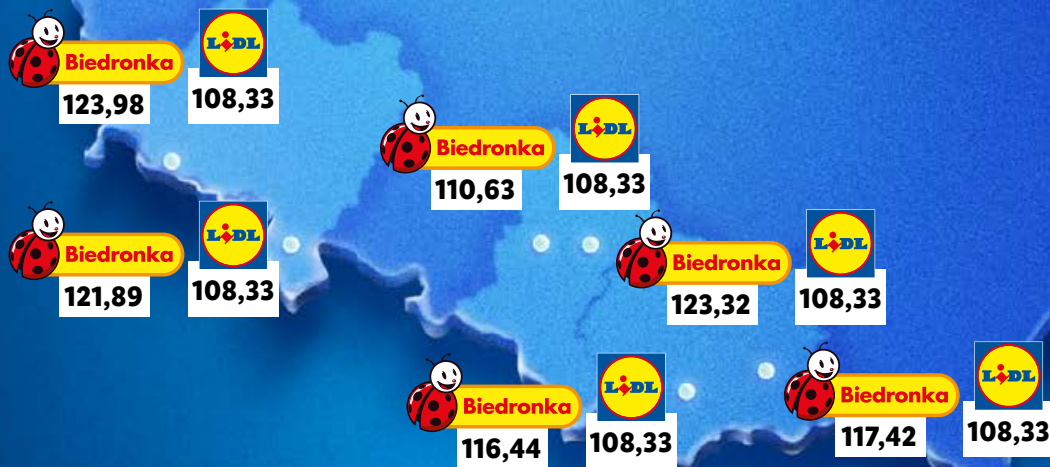 LIDL
Biedronka
123,98
108,33
LIDL
Biedronka
110,63
108,33
LIDL
Biedronka
121,89
108,33
LIDL
Biedronka
123,32
108,33
LIDL
Biedronka
116,44
108,33
LIDL
Biedronka
117,42
108,33